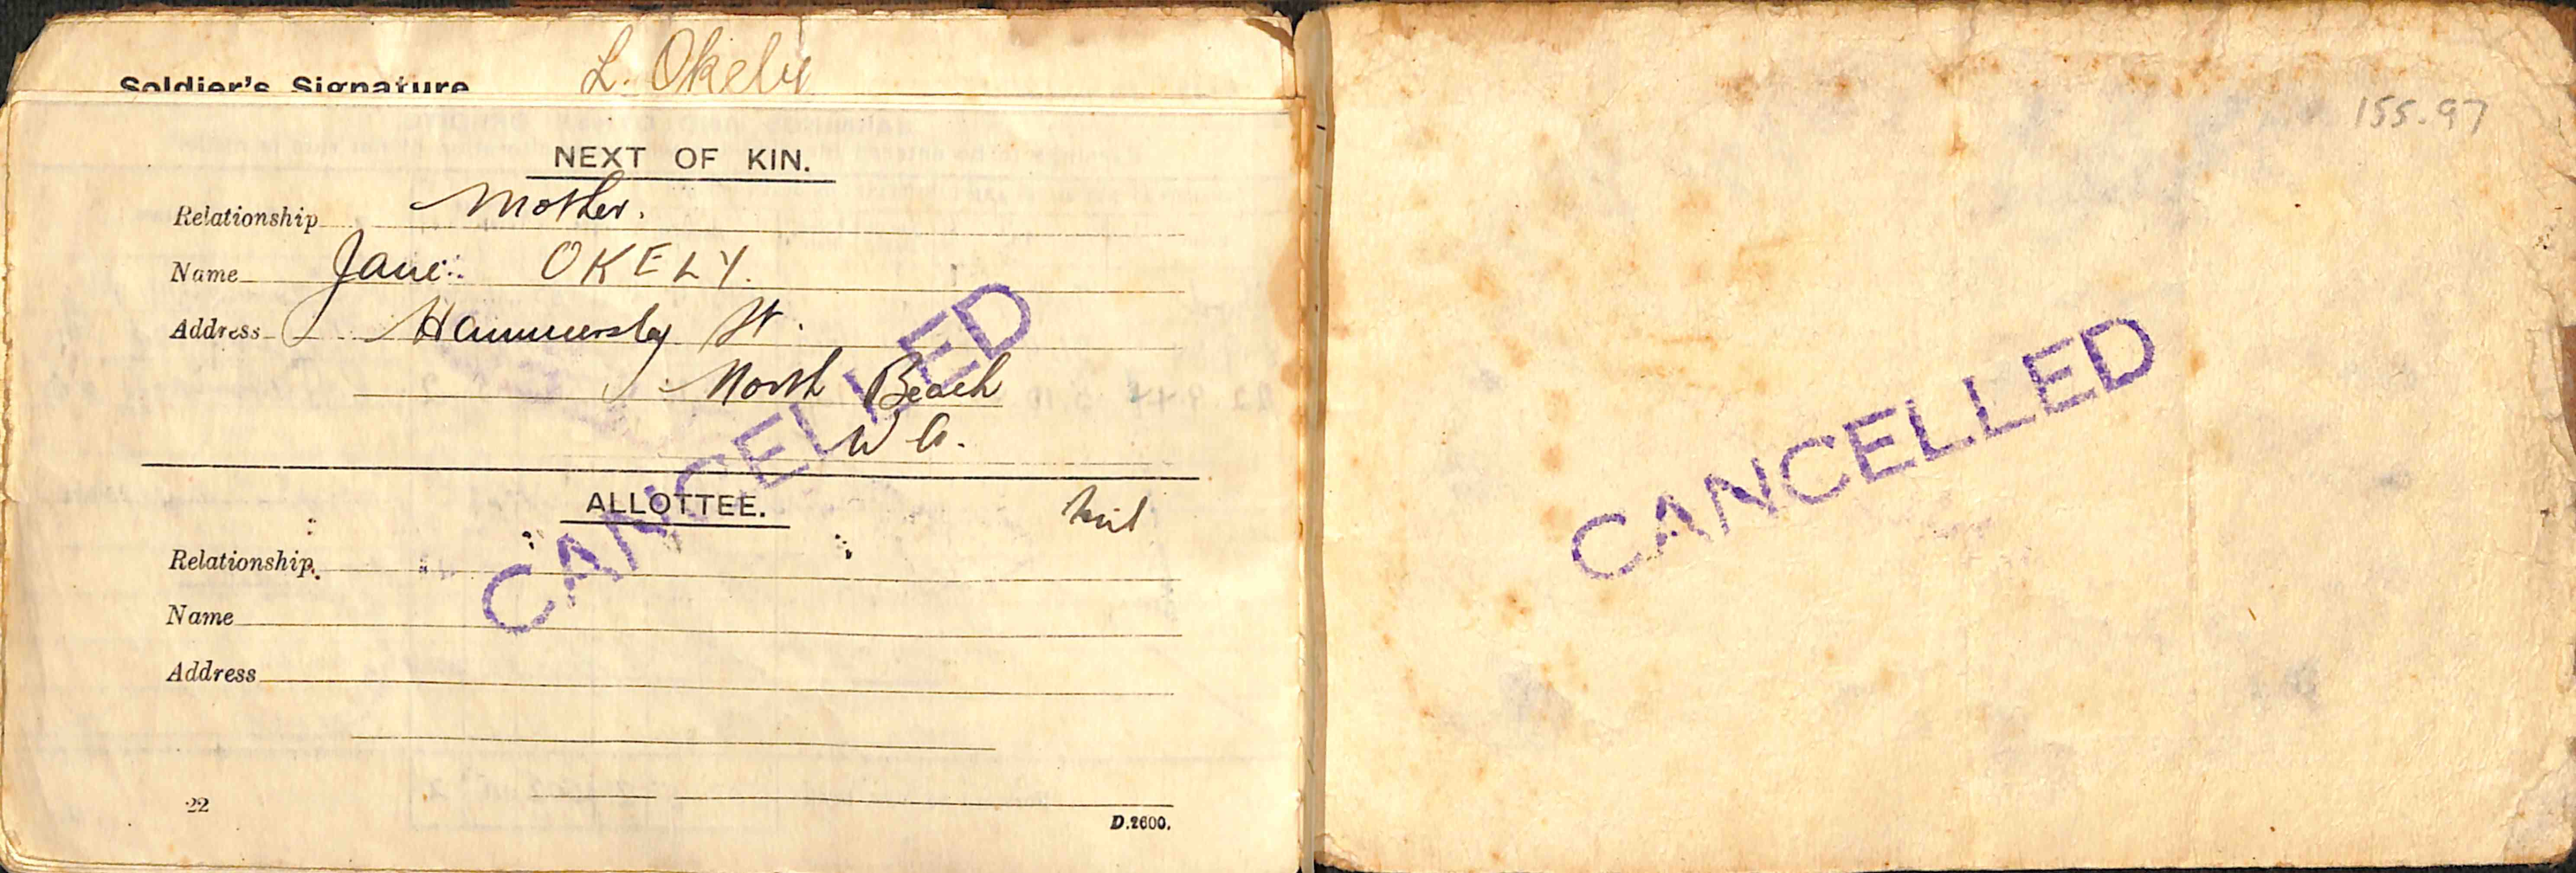 Soldier's Signature L. Okely
NEXT OF KIN.
Relationship Mother.
Name Jane OKELY.
Address Hammersley St.
North Beach
W A.
CANCELLED
ALLOTTEE. Nil
Relationship
Name
Address
22
D.2600.
155.97
CANCELLED